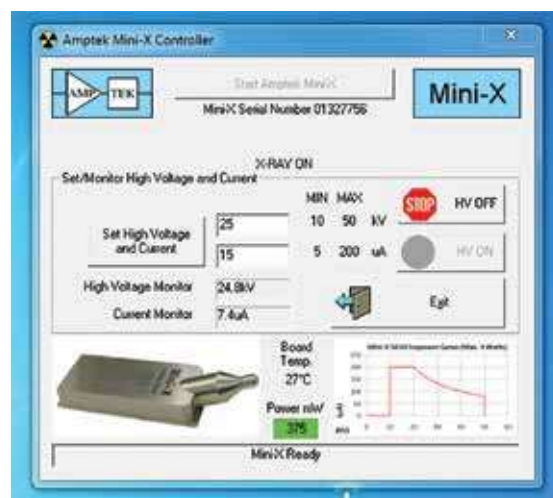 Amptek Mini-X Controller
AMP TEK
Start Amptek Mini-X
Mini-X Serial Number 01327756
Mini-X
X-RAY ON
Set/Monitor High Voltage and Current
MIN MAX
Set High Voltage and Current
25
10 50 kV
15
5 200 uA
STOP HV OFF
HV ON
High Voltage Monitor 24.8kV
Current Monitor 7.4uA
Exit
Board
Temp.
27°C
Power mW
375
Mini-X Ready